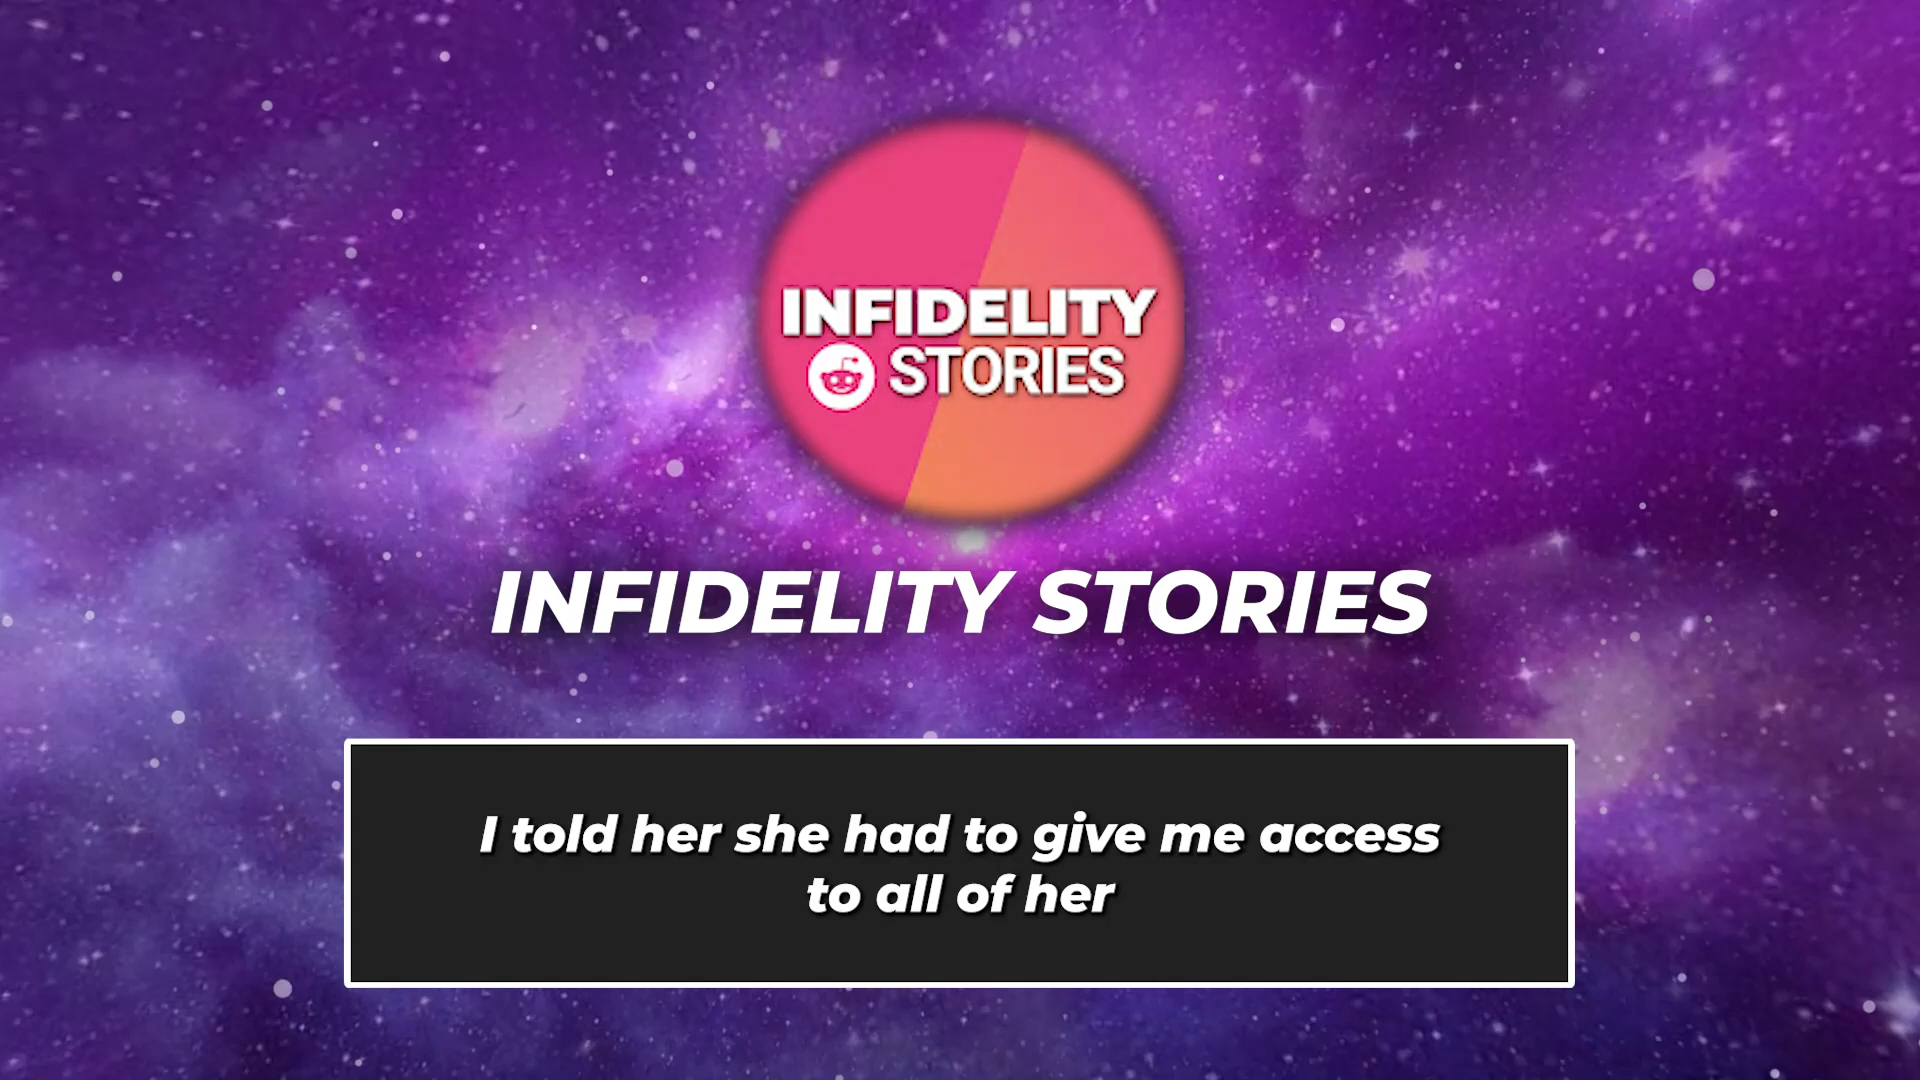 INFIDELITY
STORIES
INFIDELITY STORIES
I told her she had to give me access
to all of her